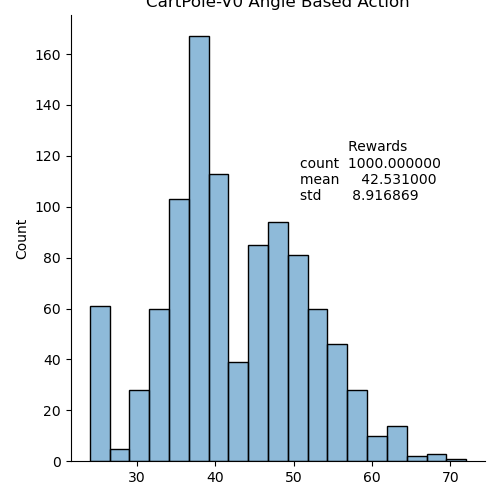 CartPole-V0 Angle Based Action
160
140
120
100
80
60
40
20
0
Count
Rewards
count 1000.000000
mean 42.531000
std 8.916869
30 40 50 60 70